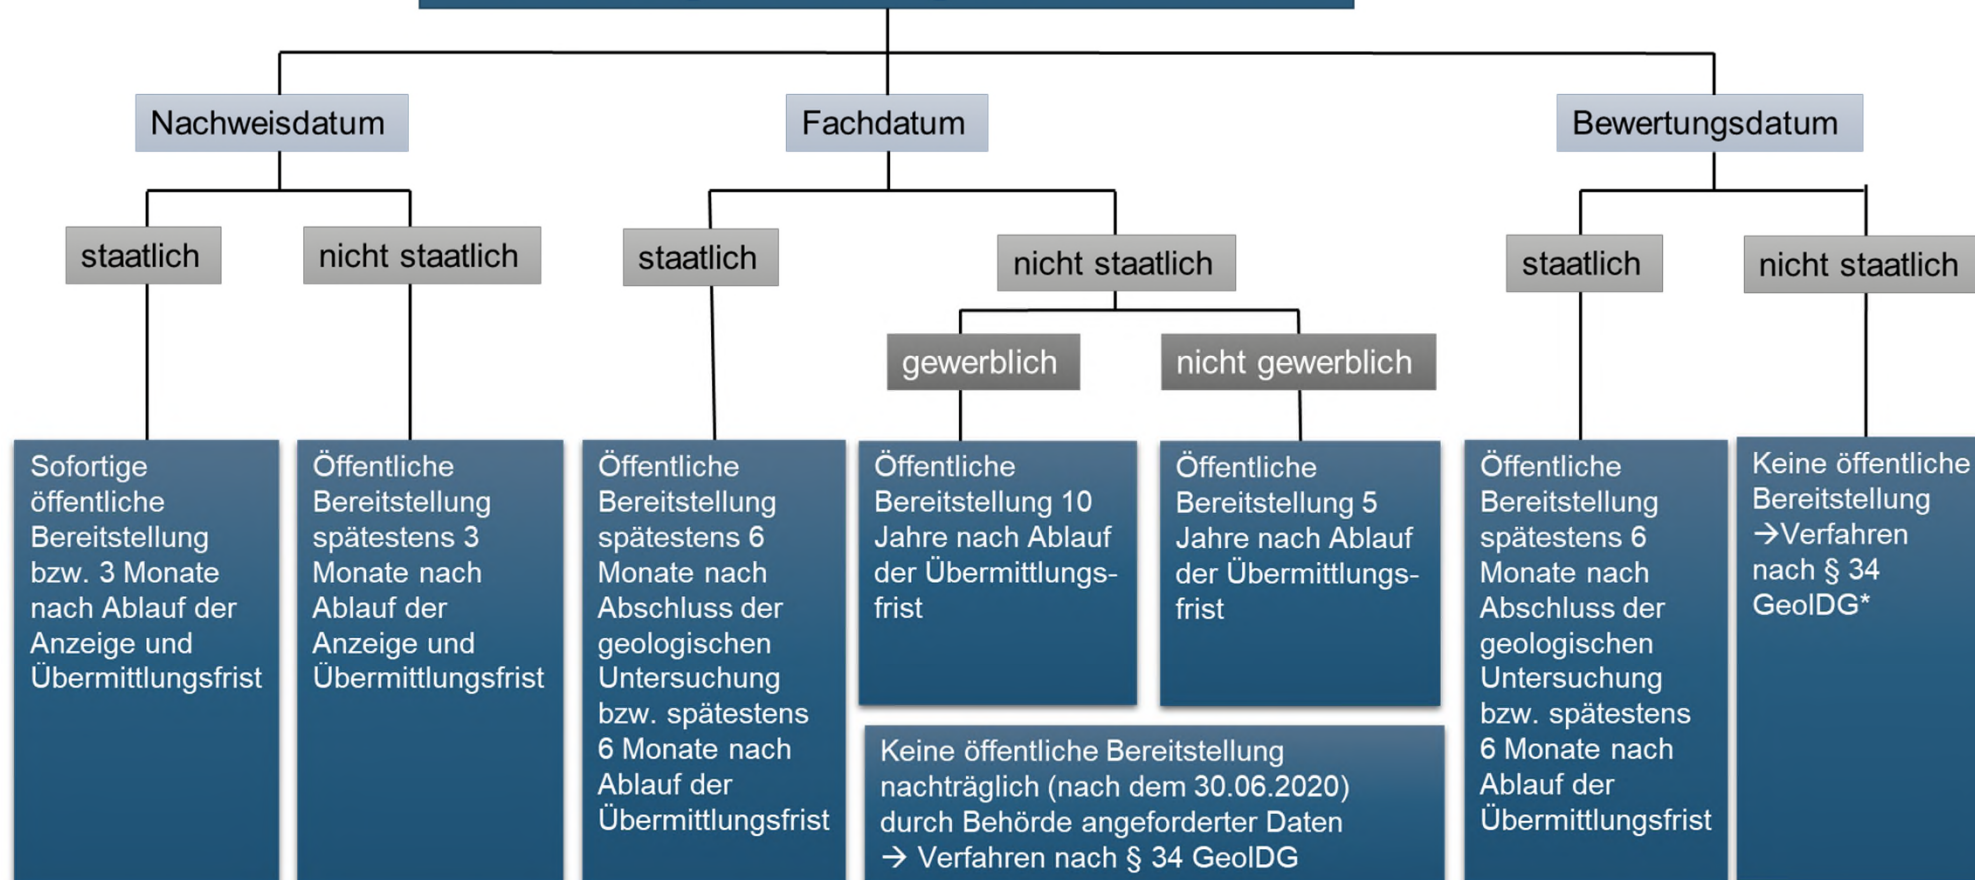 Nachweisdatum
Fachdatum
Bewertungsdatum
staatlich
nicht staatlich
staatlich
nicht staatlich
staatlich
nicht staatlich
gewerblich
nicht gewerblich
Sofortige
öffentliche
Bereitstellung
bzw. 3 Monate
nach Ablauf der
Anzeige und
Übermittlungsfrist
Öffentliche
Bereitstellung
spätestens 3
Monate nach
Ablauf der
Anzeige und
Übermittlungsfrist
Öffentliche
Bereitstellung
spätestens 6
Monate nach
Abschluss der
geologischen
Untersuchung
bzw. spätestens
6 Monate nach
Ablauf der
Übermittlungsfrist
Öffentliche
Bereitstellung 10
Jahre nach Ablauf
der Übermittlungs-
frist
Öffentliche
Bereitstellung 5
Jahre nach Ablauf
der Übermittlungs-
frist
Keine öffentliche Bereitstellung
nachträglich (nach dem 30.06.2020)
durch Behörde angeforderter Daten
→ Verfahren nach § 34 GeolDG
Öffentliche
Bereitstellung
spätestens 6
Monate nach
Abschluss der
geologischen
Untersuchung
bzw. spätestens
6 Monate nach
Ablauf der
Übermittlungsfrist
Keine öffentliche
Bereitstellung
→Verfahren
nach § 34
GeolDG*